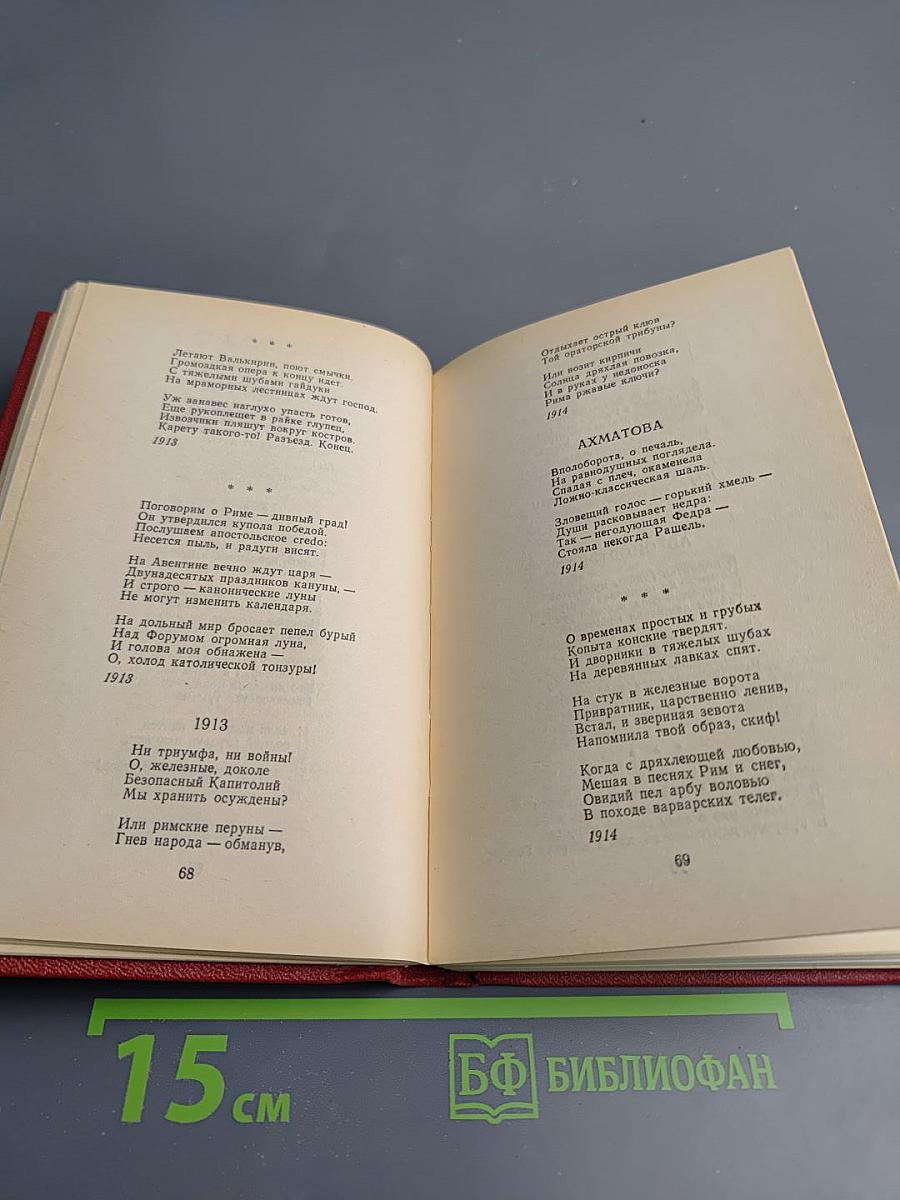 * * *
Летают Валькирии, поют смычки.
Громоздкая опера к концу идет.
С тяжелыми шубами гайдуки
На мраморных лестницах ждут господ.
Уж занавес наглухо упасть готов,
Еще рукоплещет в райке глупец,
Извозчики пляшут вокруг костров.
Карету такого-то! Разъезд. Конец.
1913
* * *
Поговорим о Риме — дивный град!
Он утвердился купола победой.
Послушаем апостольское credo:
Несется пыль, и радуги висят.
На Авентине вечно ждут царя —
Двунадесятых праздников кануны, —
И строго — канонические луны
Не могут изменить календаря.
На дольный мир бросает пепел бурый
Над Форумом огромная луна,
И голова моя обнажена —
О, холод католической тонзуры!
1913
1913
Ни триумфа, ни войны!
О, железные, доколе
Безопасный Капитолий
Мы хранить осуждены?
Или римские перуны —
Гнев народа — обманув,
68
Отдыхает острый клюв
Той ораторской трибуны?
Или возит кирпичи
Солнца дряхлая повозка,
И в руках у недоноска
Рима ржавые ключи?
1914
АХМАТОВА
Вполоборота, о печаль,
На равнодушных поглядела.
Спадая с плеч, окаменела
Ложно-классическая шаль.
Зловещий голос — горький хмель —
Души расковывает недра:
Так — негодующая Федра —
Стояла некогда Рашель.
1914
* * *
О временах простых и грубых
Копыта конские твердят.
И дворники в тяжелых шубах
На деревянных лавках спят.
На стук в железные ворота
Привратник, царственно ленив,
Встал, и звериная зевота
Напомнила твой образ, скиф!
Когда с дряхлеющей любовью,
Мешая в песнях Рим и снег,
Овидий пел арбу воловью
В походе варварских телег.
1914
69
15 см
БФ БИБЛИОФАН